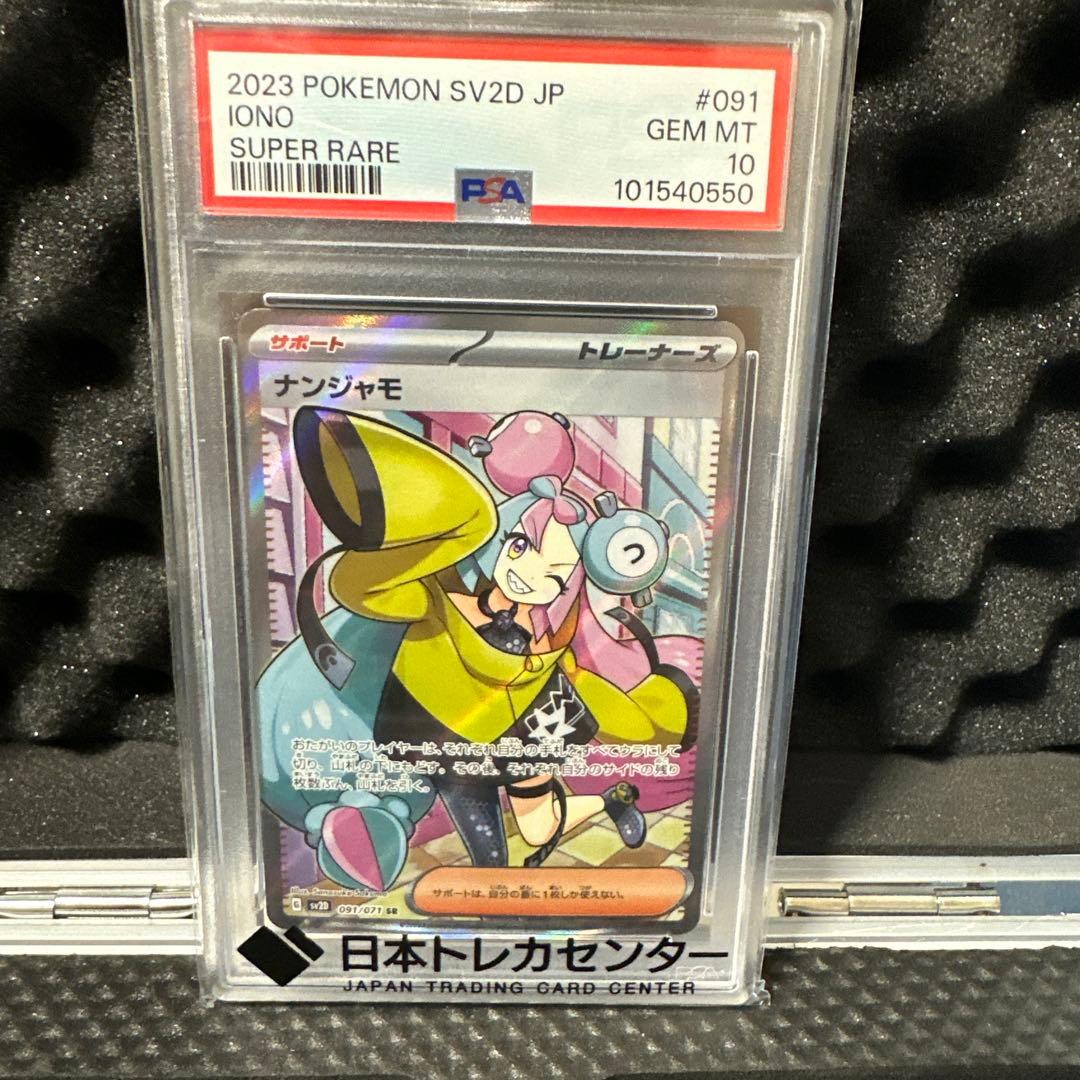 2023 POKEMON SV2D JP #091
IONO GEM MT
SUPER RARE 10
PSA 101540550
サポート トレーナーズ
ナンジャモ
つ
おたがいのプレイヤーは、それぞれ自分の手札をすべてウラにして
切り、山札の下にもどす。その後、それぞれ自分のサイドの残り
枚数ぶん、山札を引く。
サポートは、自分の番に1枚しか使えない。
Illus.
G SV2D 091/071 SR
日本トレカセンター
JAPAN TRADING CARD CENTER